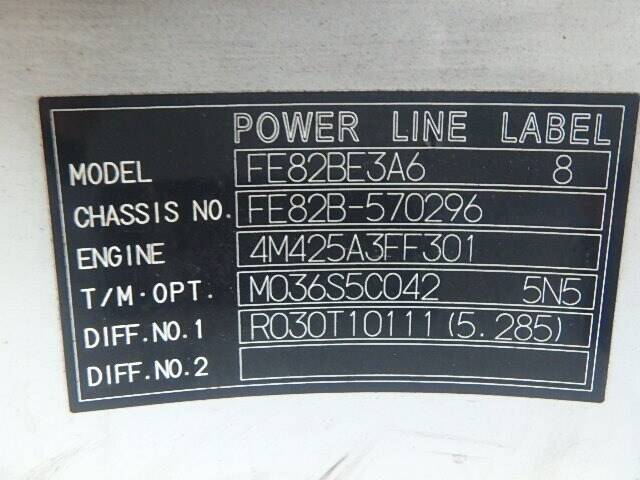 POWER LINE LABEL
MODEL FE82BE3A6 8
CHASSIS NO. FE82B-570296
ENGINE 4M425A3FF301
T/M·OPT. M036S5C042 5N5
DIFF.NO.1 R030T10111(5.285)
DIFF.NO.2